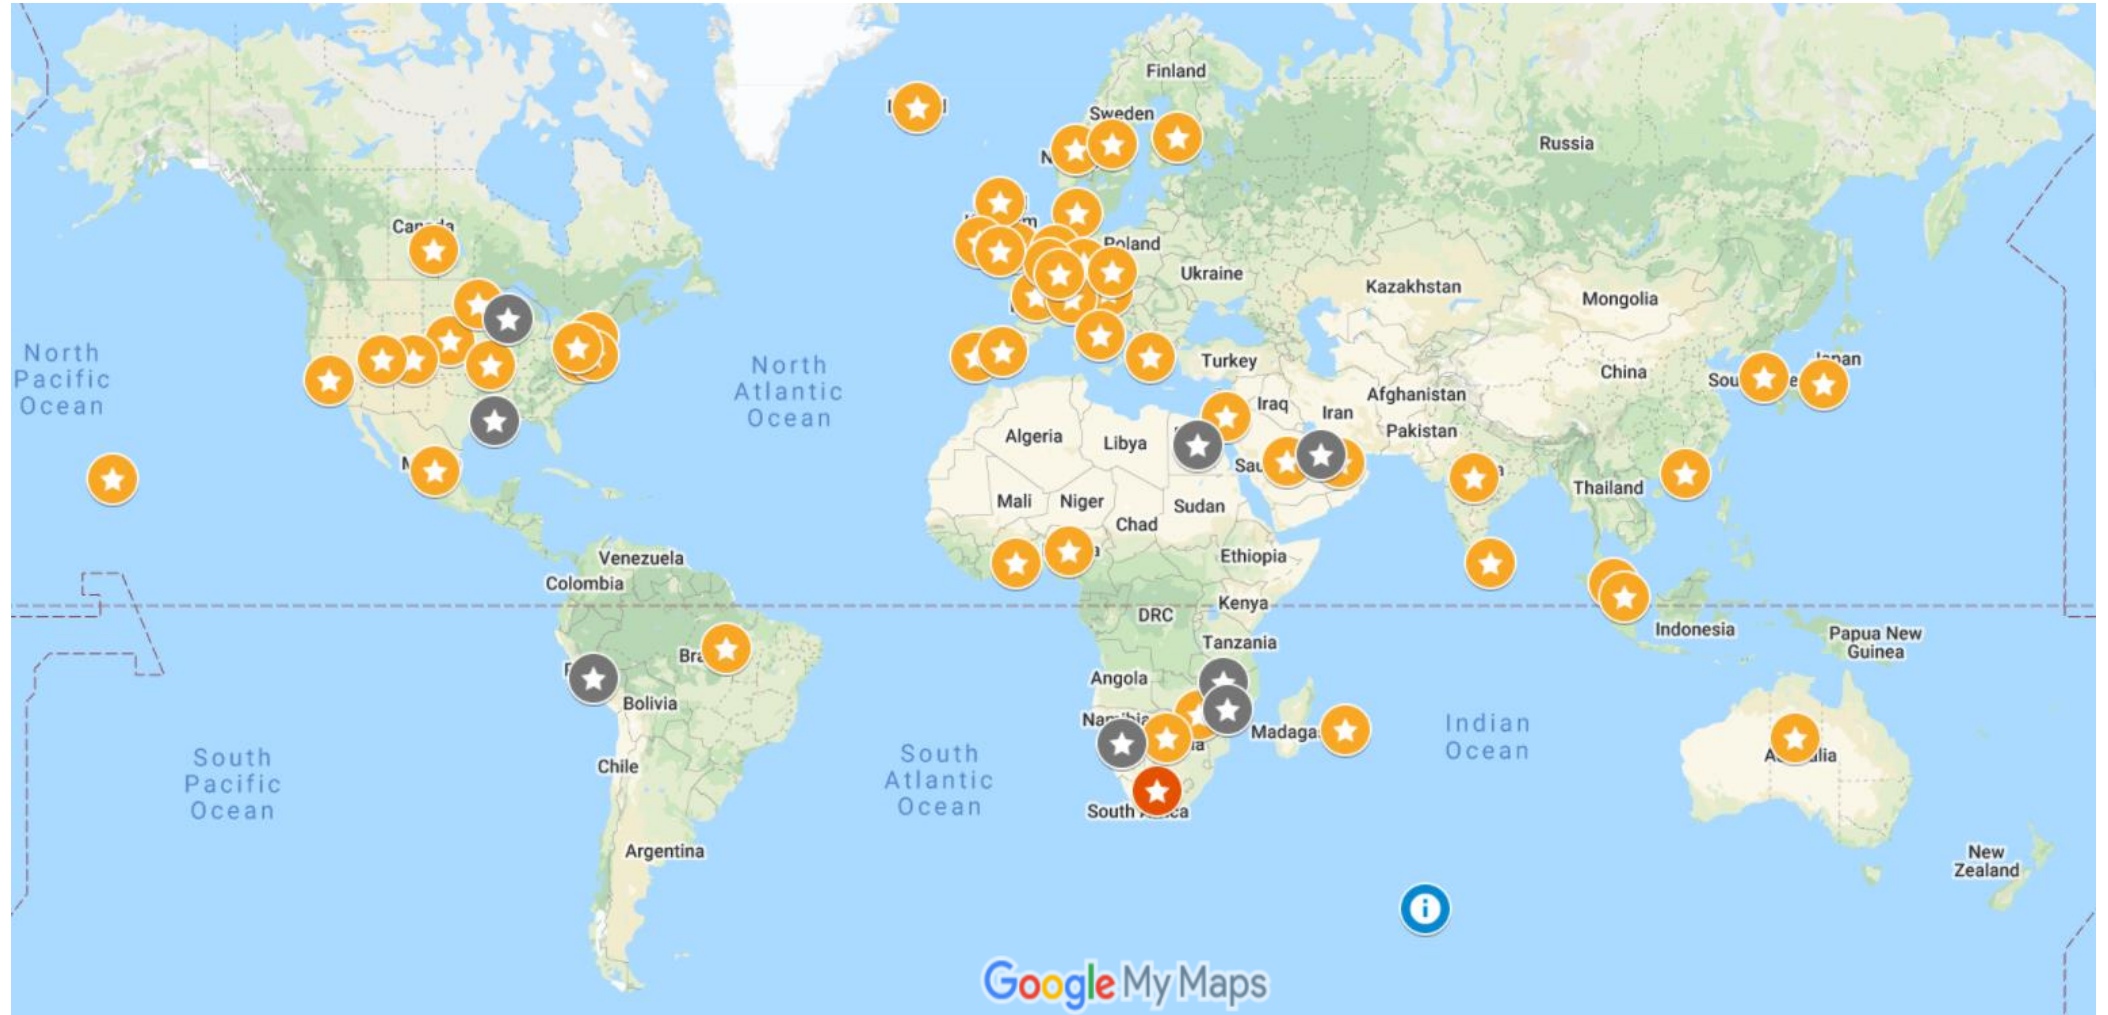 Finland
Sweden
Russia
Poland
Ukraine
Kazakhstan
Mongolia
North
Pacific
Ocean
North
Atlantic
Ocean
Turkey
China
Afghanistan
Iraq
Iran
Pakistan
Algeria
Libya
Mali
Niger
Sudan
Chad
Thailand
Venezuela
Colombia
Ethiopia
DRC
Kenya
Tanzania
Indonesia
Papua New
Guinea
Angola
Bolivia
Indian
Ocean
South
Pacific
Ocean
South
Atlantic
Ocean
Chile
South
Argentina
New
Zealand
Google My Maps